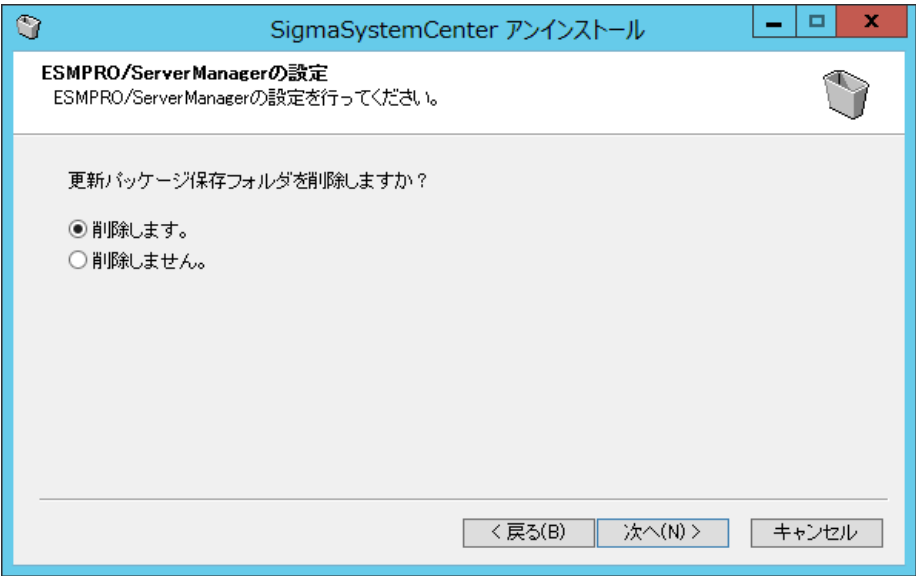 SigmaSystemCenter アンインストール
ESMPRO/ServerManagerの設定
ESMPRO/ServerManagerの設定を行ってください。
更新パッケージ保存フォルダを削除しますか？
削除します。
削除しません。
< 戻る(B)
次へ(N) >
キャンセル